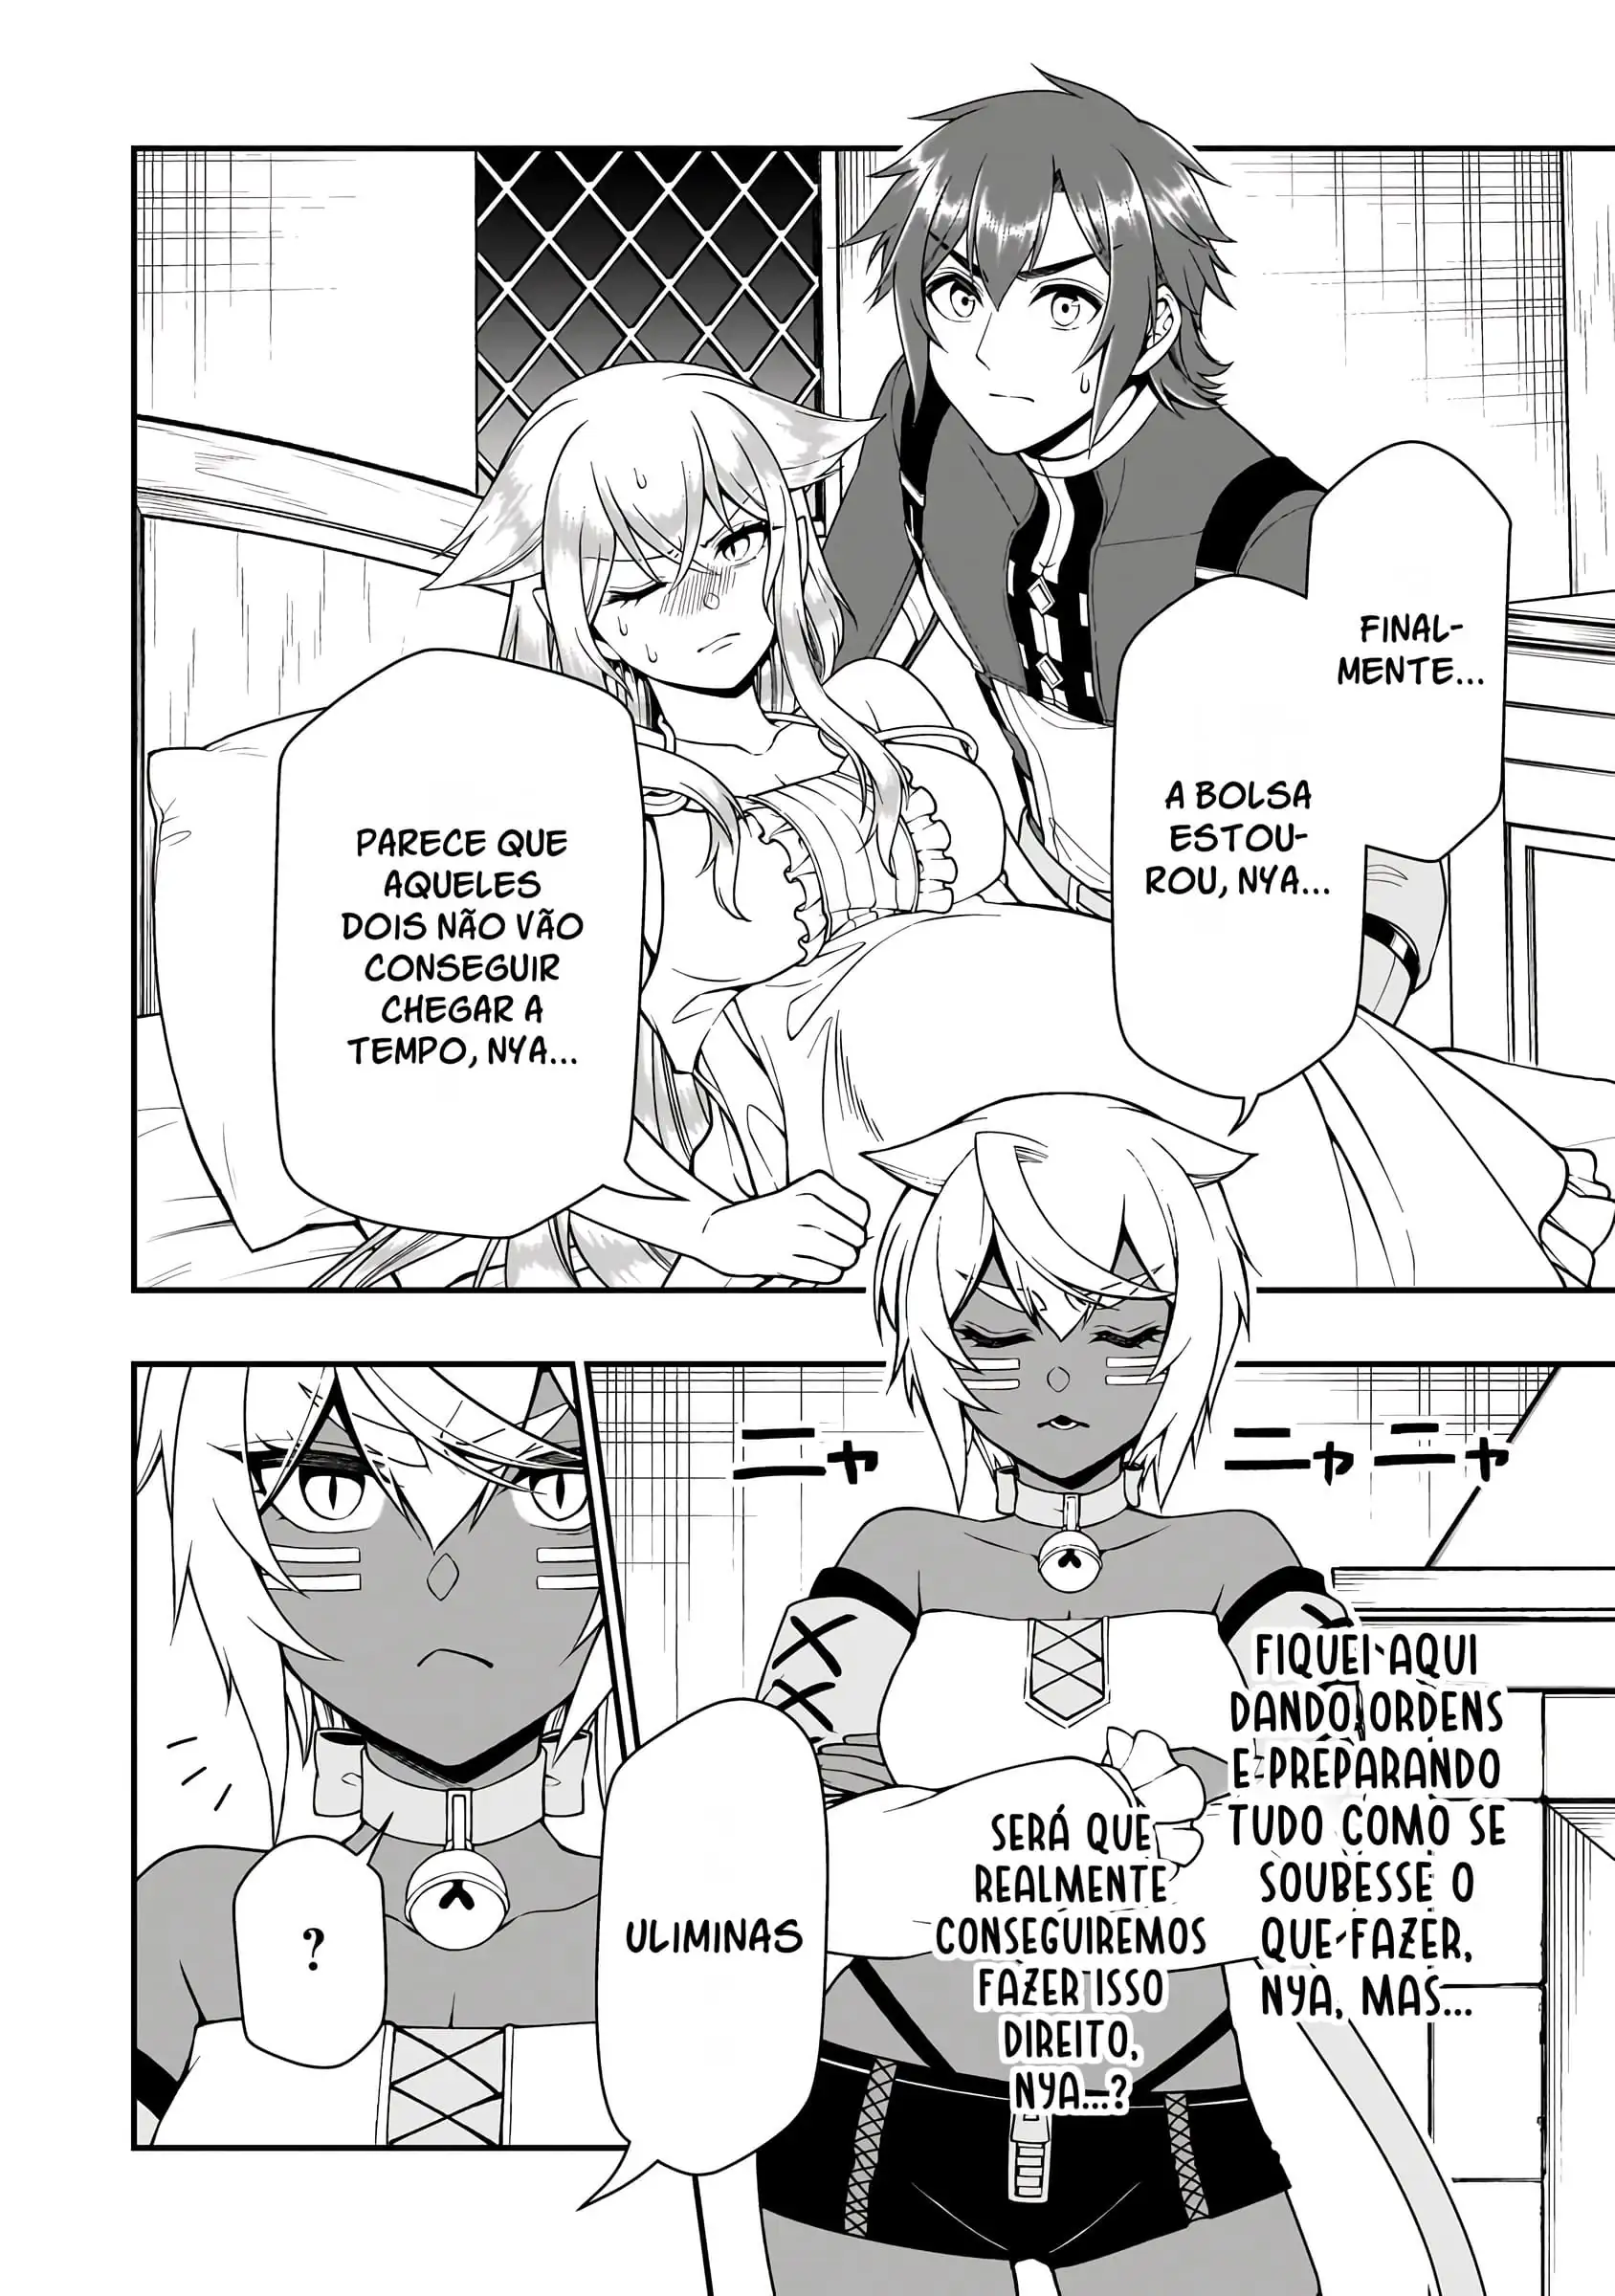 FINAL-
MENTE...
A BOLSA
ESTOU-
ROU, NYA...
PARECE QUE
AQUELES
DOIS NÃO VÃO
CONSEGUIR
CHEGAR A
TEMPO, NYA...
ニャニャ
ニャ
FIQUEI AQUI
DANDO ORDENS
E PREPARANDO
TUDO COMO SE
SOUBESSE O
QUE FAZER,
NYA, MAS...
SERÁ QUE
REALMENTE
CONSEGUIREMOS
FAZER ISSO
DIREITO,
NYA...?
ULIMINAS
?